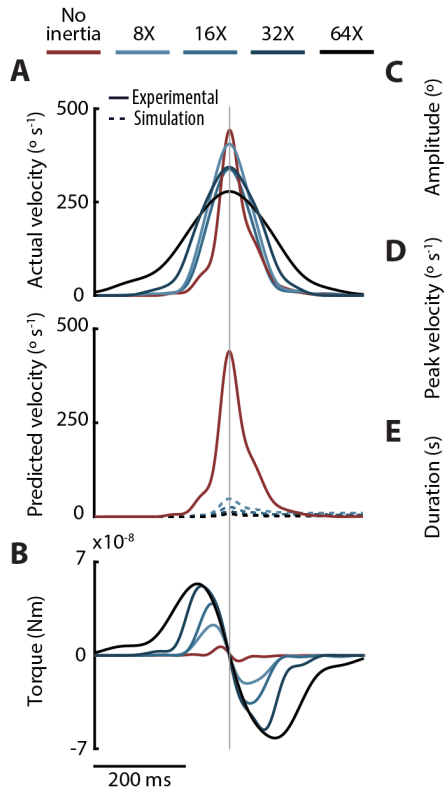 No
inertia
8X
16X
32X
64X
A
C
Experimental
Simulation
500
250
0
Actual velocity (º s-1)
Amplitude (º)
D
500
250
0
Predicted velocity (º s-1)
Peak velocity (º s-1)
E
Duration (s)
B
x10-8
7
0
-7
Torque (Nm)
200 ms